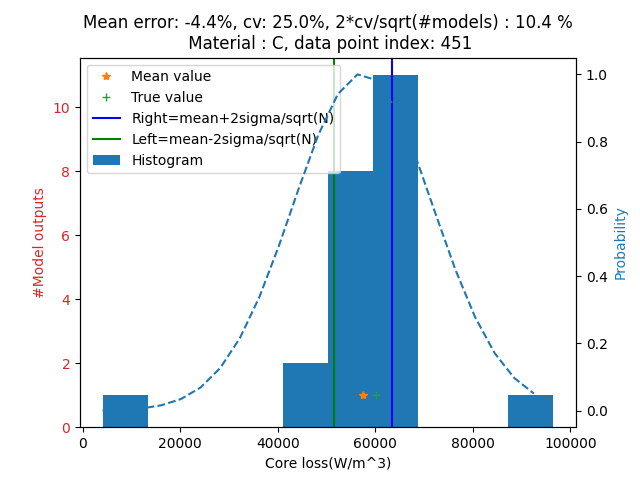 Mean error: -4.4%, cv: 25.0%, 2*cv/sqrt(#models) : 10.4 %
Material : C, data point index: 451
Mean value
True value
Right=mean+2sigma/sqrt(N)
Left=mean-2sigma/sqrt(N)
Histogram
#Model outputs
10
8
6
4
2
0
1.0
0.8
0.6
0.4
0.2
0.0
Probability
0 20000 40000 60000 80000 100000
Core loss(W/m^3)